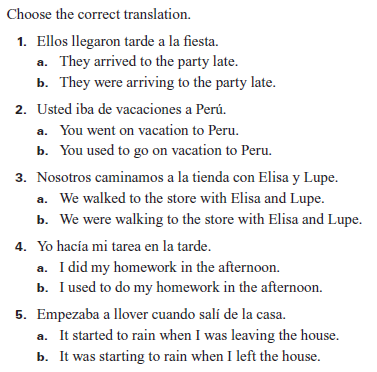 Choose the correct translation.
1. Ellos llegaron tarde a la fiesta.
a. They arrived to the party late.
b. They were arriving to the party late.
2. Usted iba de vacaciones a Perú.
a. You went on vacation to Peru.
b. You used to go on vacation to Peru.
3. Nosotros caminamos a la tienda con Elisa y Lupe.
a. We walked to the store with Elisa and Lupe.
b. We were walking to the store with Elisa and Lupe.
4. Yo hacía mi tarea en la tarde.
a. I did my homework in the afternoon.
b. I used to do my homework in the afternoon.
5. Empezaba a llover cuando salí de la casa.
a. It started to rain when I was leaving the house.
b. It was starting to rain when I left the house.